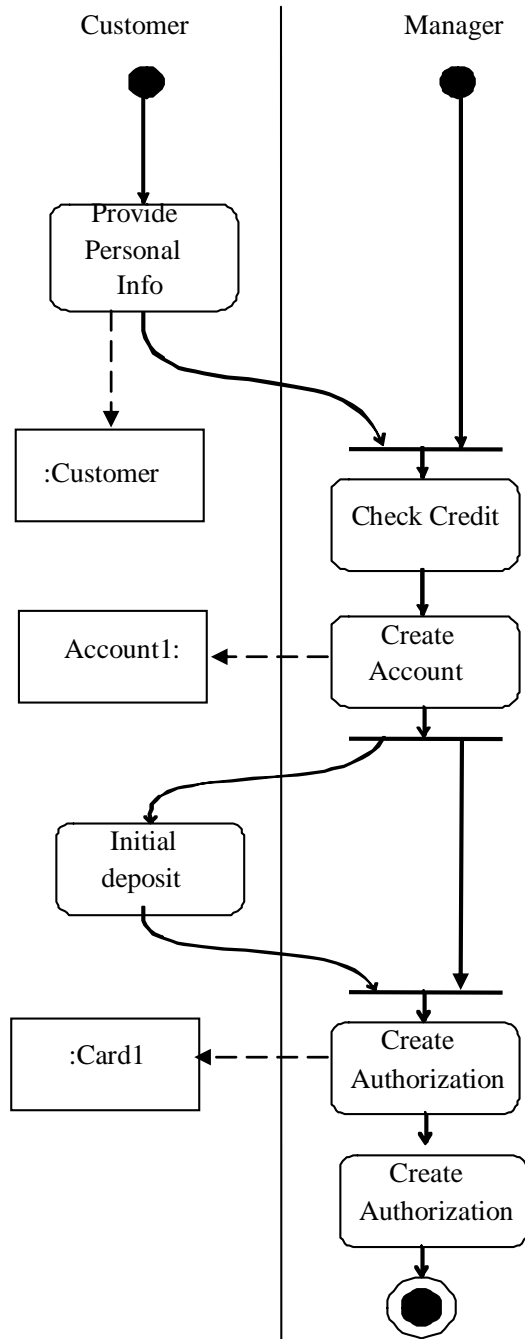 Customer
Manager
Provide
Personal
Info
:Customer
Check Credit
Account1:
Create
Account
Initial
deposit
:Card1
Create
Authorization
Create
Authorization